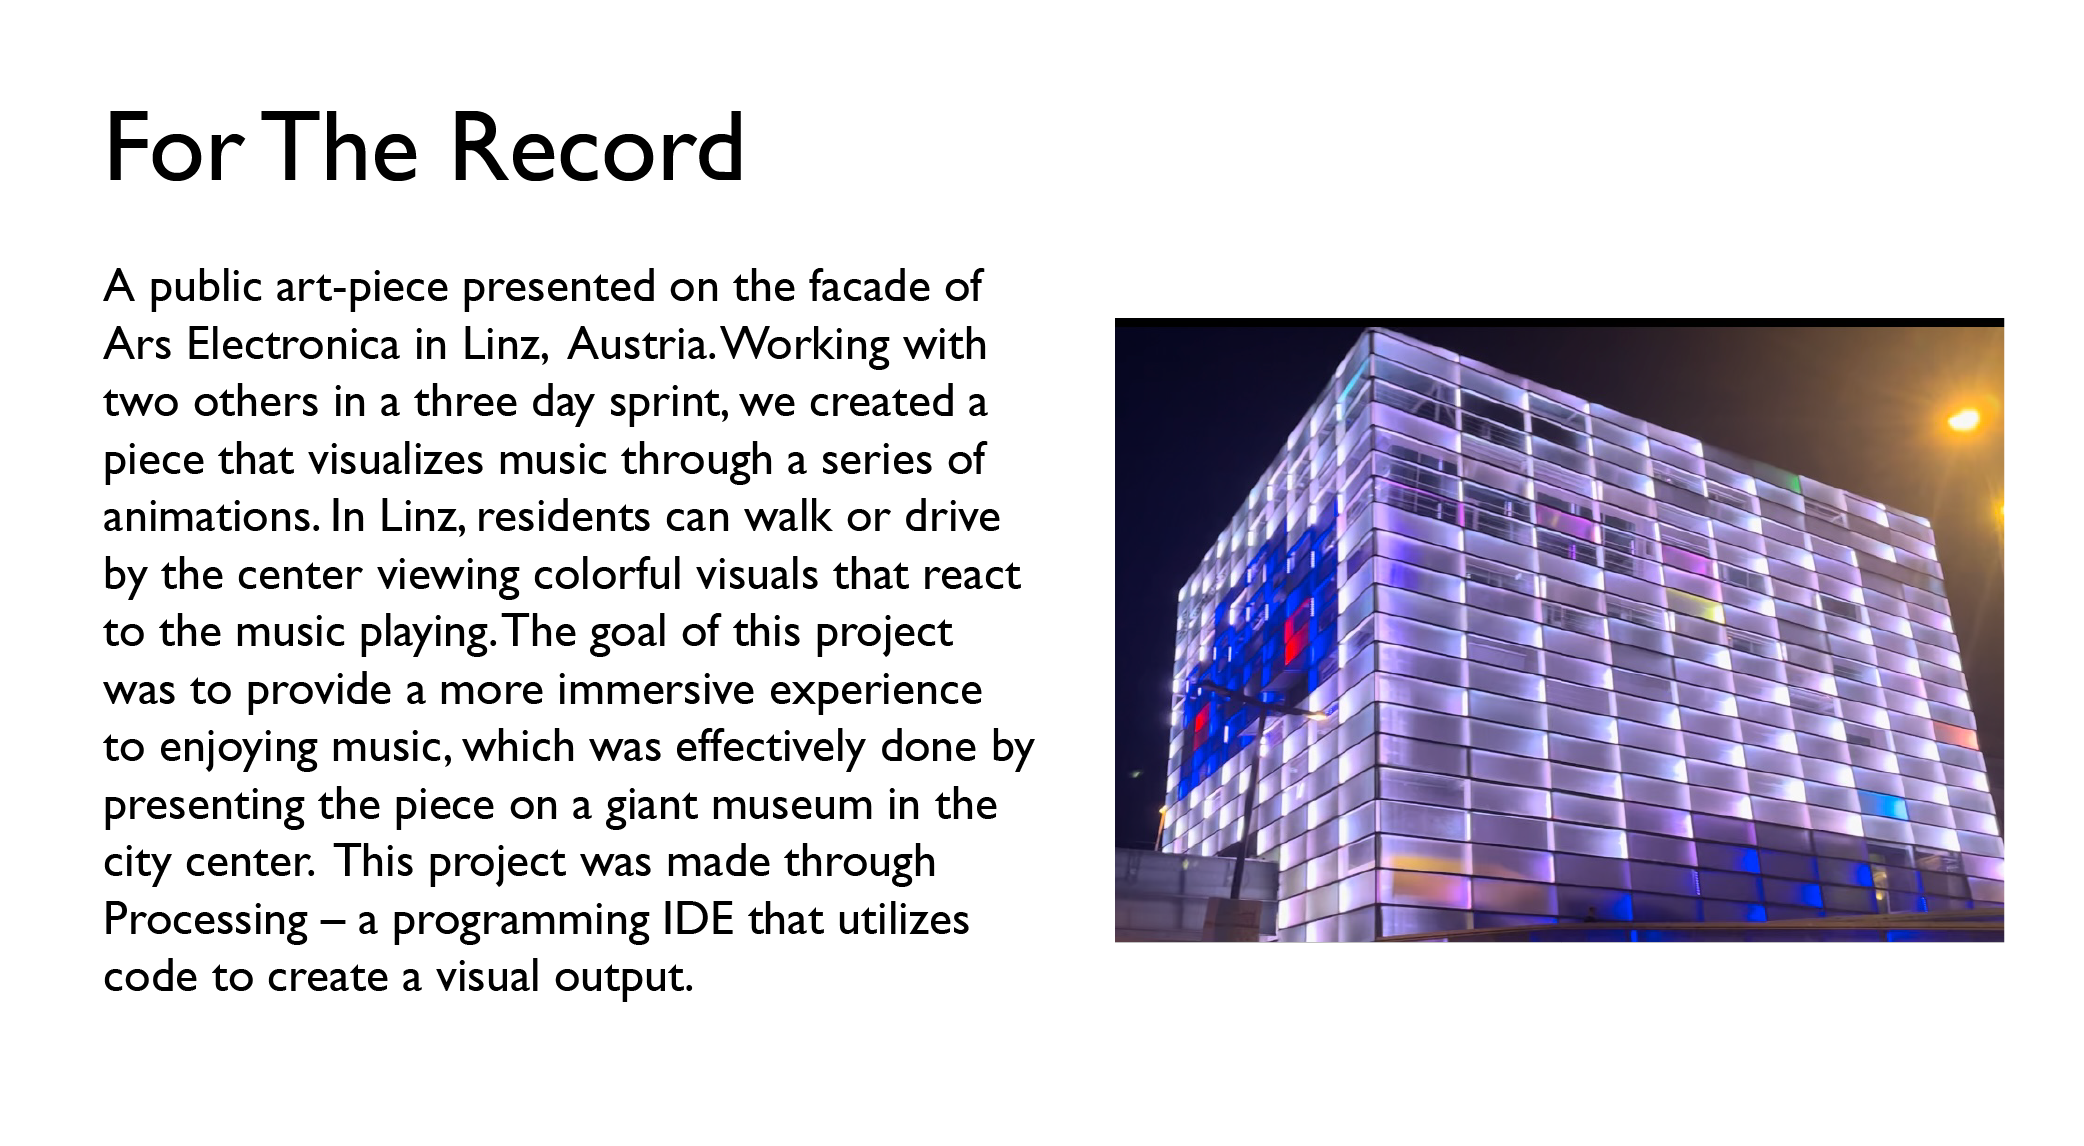 For The Record
A public art-piece presented on the facade of
Ars Electronica in Linz, Austria. Working with
two others in a three day sprint, we created a
piece that visualizes music through a series of
animations. In Linz, residents can walk or drive
by the center viewing colorful visuals that react
to the music playing. The goal of this project
was to provide a more immersive experience
to enjoying music, which was effectively done by
presenting the piece on a giant museum in the
city center. This project was made through
Processing – a programming IDE that utilizes
code to create a visual output.